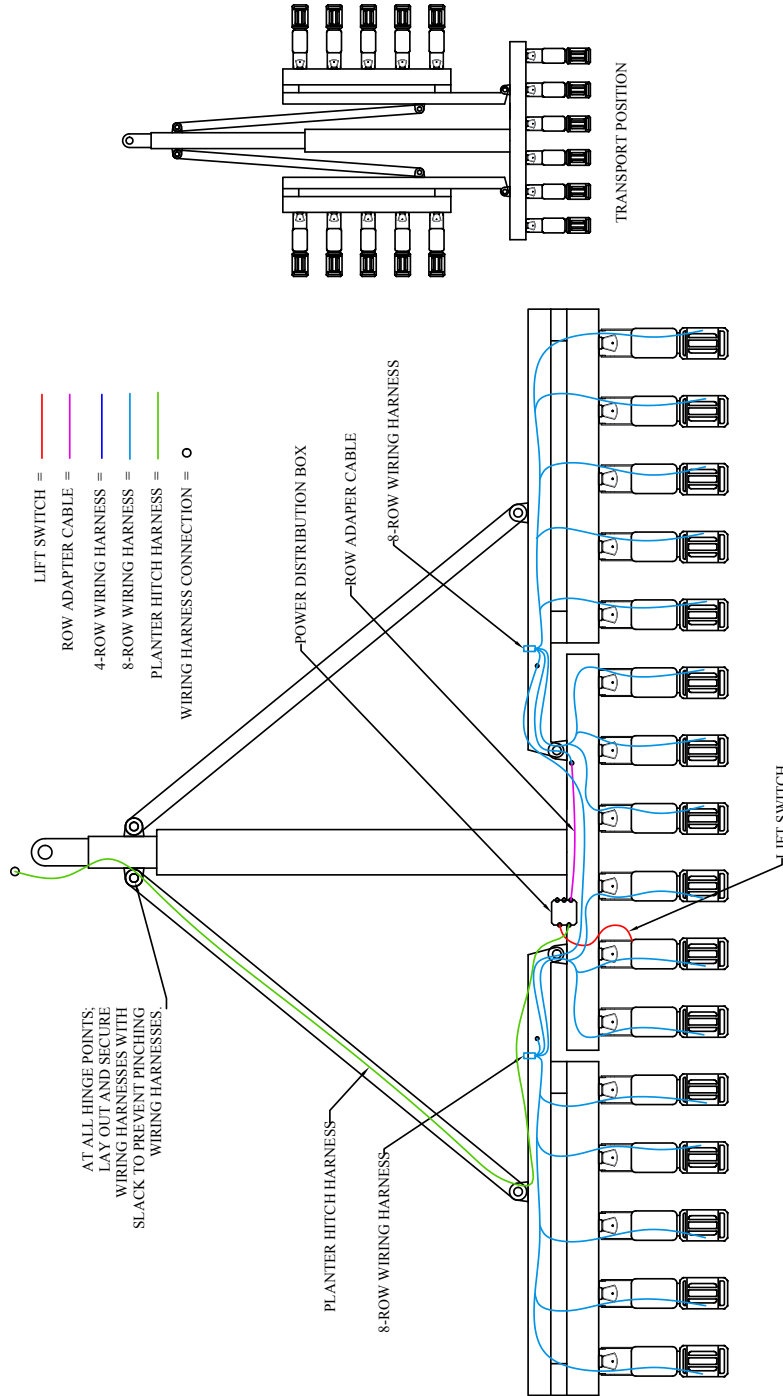 LIFT SWITCH =
ROW ADAPTER CABLE =
4-ROW WIRING HARNESS =
8-ROW WIRING HARNESS =
PLANTER HITCH HARNESS =
WIRING HARNESS CONNECTION =
AT ALL HINGE POINTS;
LAY OUT AND SECURE
WIRING HARNESSES WITH
SLACK TO PREVENT PINCHING
WIRING HARNESSES.
PLANTER HITCH HARNESS
8-ROW WIRING HARNESS
POWER DISTRIBUTION BOX
ROW ADAPER CABLE
8-ROW WIRING HARNESS
LIFT SWITCH
TRANSPORT POSITION